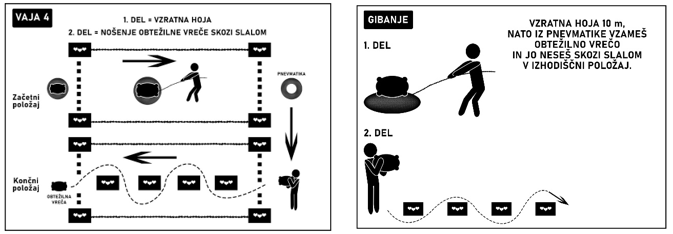 VAJA 4
1. DEL = VZRATNA HOJA
2. DEL = NOŠENJE OBTEŽILNE VREČE SKOZI SLALOM
PNEVMATIKA
Začetni
položaj
Končni
položaj
OBTEŽILNA
VREČA
GIBANJE
VZRATNA HOJA 10 m,
NATO IZ PNEVMATIKE VZAMEŠ
OBTEŽILNO VREČO
IN JO NESEŠ SKOZI SLALOM
V IZHODIŠČNI POLOŽAJ.
1. DEL
2. DEL